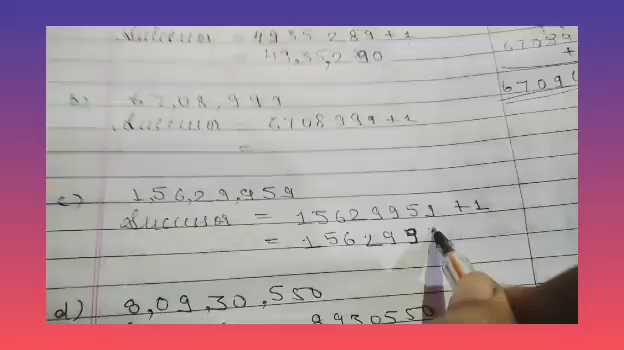 Successor = 4935289+1
= 49,35,290
67099
+
6709
b) 67,08,999
Successor = 6708999+1
=
c) 1,56,29,959
Successor = 15629959+1
= 156299
d) 8,09,30,550
8930550